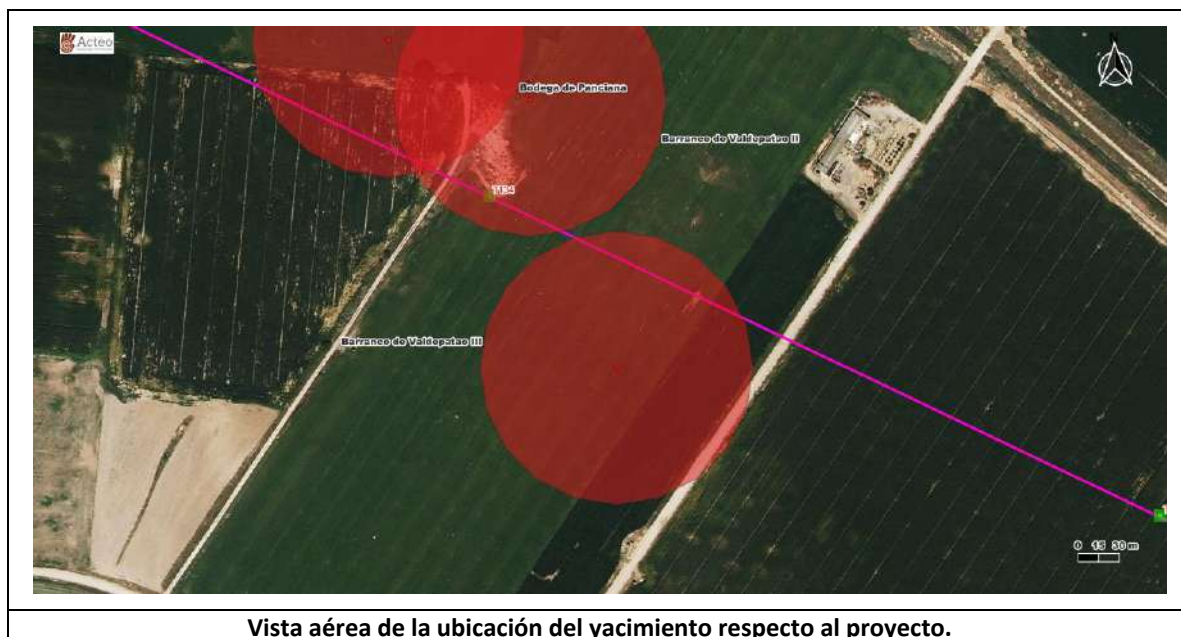 Acteo
N
Bodega de Panciana
Barranco de Valdepatao II
T134
Barranco de Valdepatao III
0 15 30 m
Vista aérea de la ubicación del yacimiento respecto al proyecto.